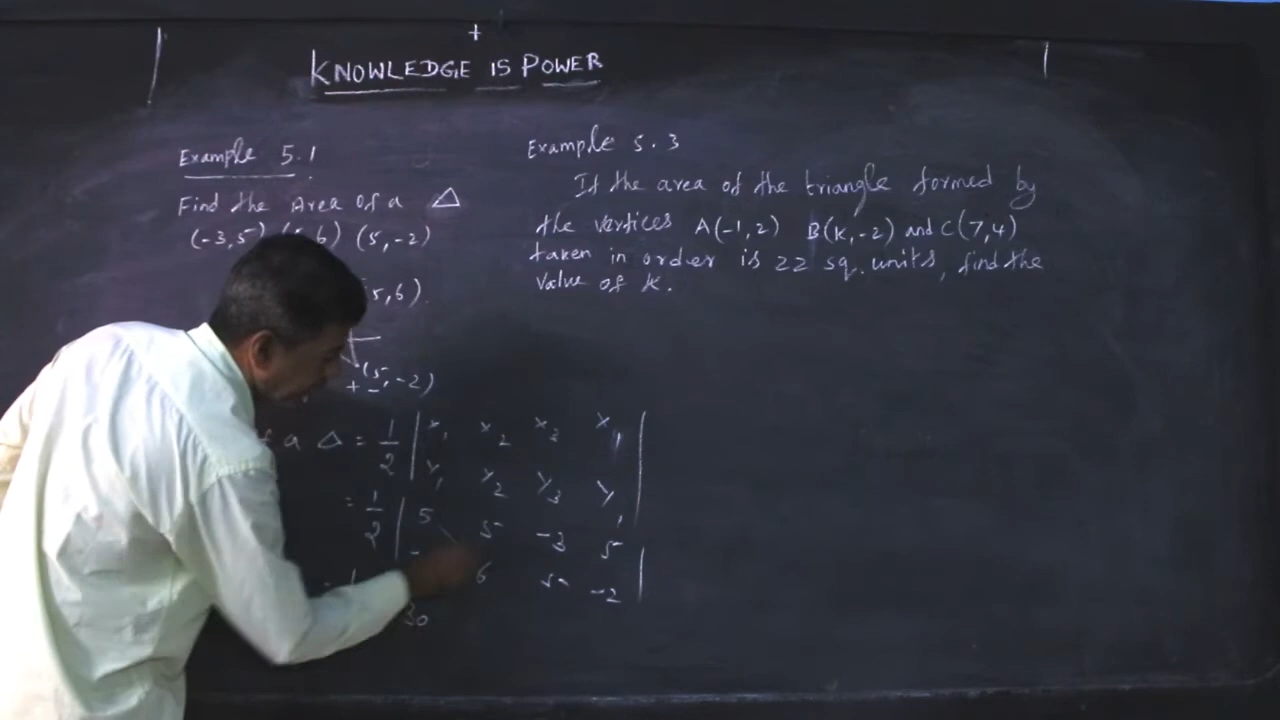 KNOWLEDGE IS POWER
Example 5.1
Find the Area of a △
(-3,5) 6) (5,-2)
5,6).
(5,-2)
+ -
a △ = 1/2 | x₁ x₂ x₃ x₁ |
y₁ y₂ y₃ y₁
= 1/2 | 5 5 -3 5 |
- 6 5 -2
30
Example 5.3
If the area of the triangle formed by
the vertices A(-1,2) B(K,-2) and C(7,4)
taken in order is 22 sq. units, find the
value of K.